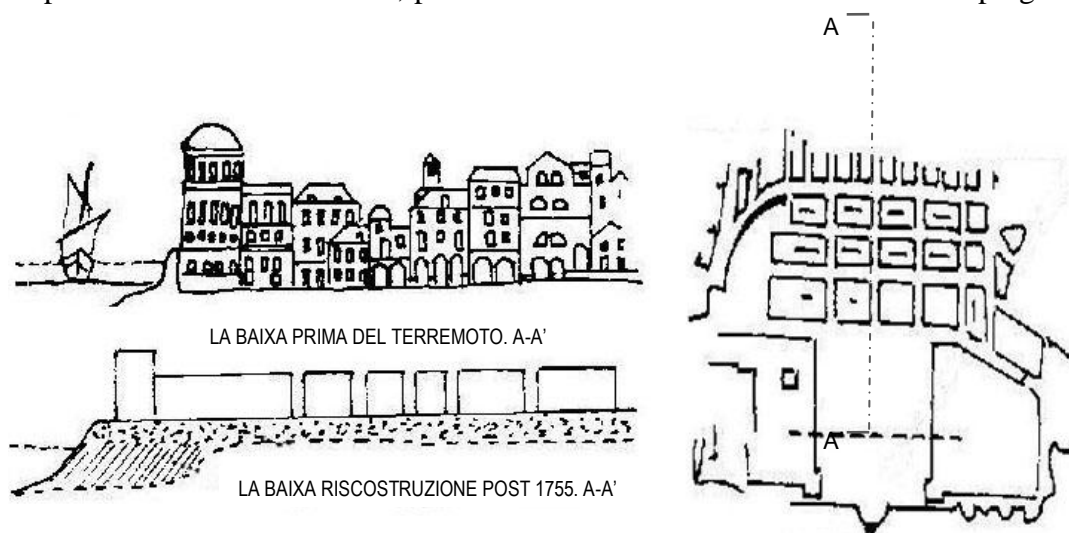 A
LA BAIXA PRIMA DEL TERREMOTO. A-A'
A
LA BAIXA RISCOSTRUZIONE POST 1755. A-A'